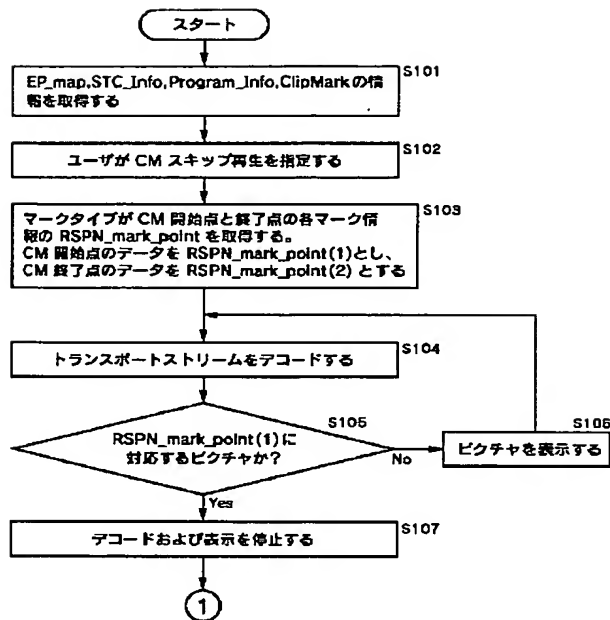 スタート
S101
EP_map,STC_Info,Program_Info,ClipMarkの情
報を取得する
S102
ユーザが CM スキップ再生を指定する
S103
マークタイプが CM 開始点と終了点の各マーク情
報の RSPN_mark_point を取得する。
CM 開始点のデータを RSPN_mark_point(1)とし、
CM 終了点のデータを RSPN_mark_point(2) とする
S104
トランスポートストリームをデコードする
S105
RSPN_mark_point(1)に
対応するピクチャか?
No
S106
ピクチャを表示する
Yes
S107
デコードおよび表示を停止する
1